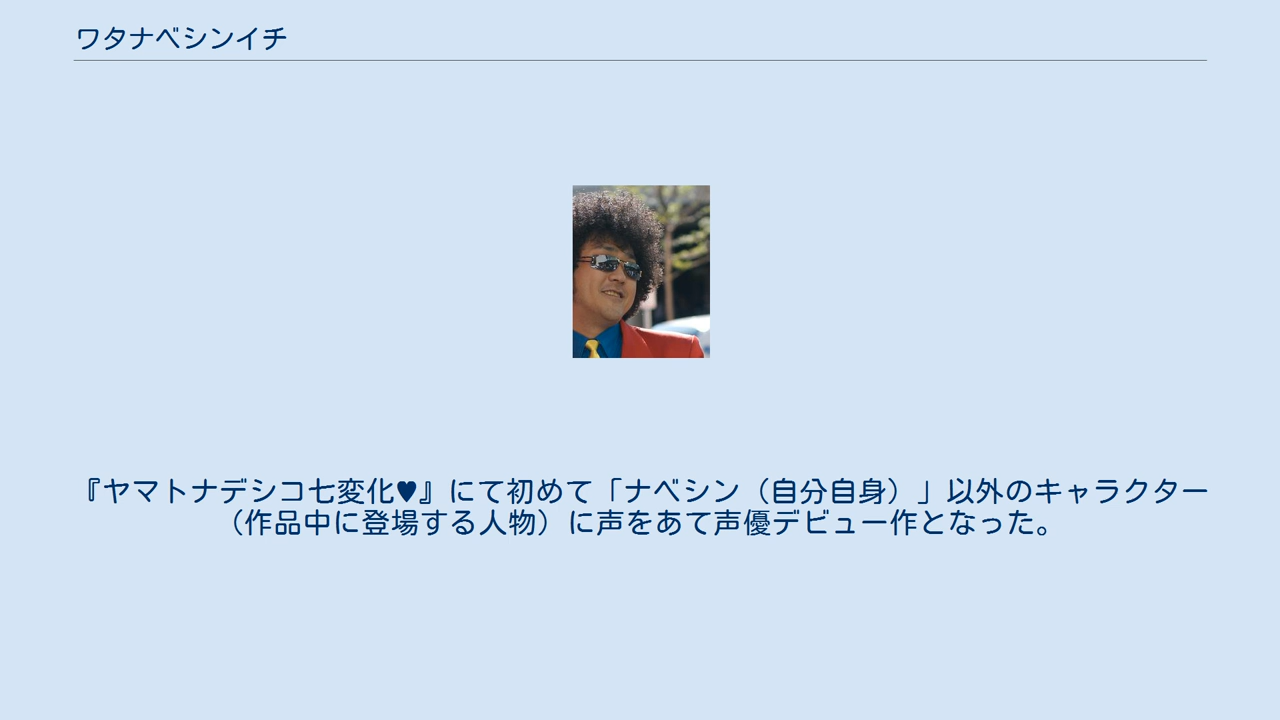 ワタナベシンイチ
『ヤマトナデシコ七変化♥』にて初めて「ナベシン（自分自身）」以外のキャラクター
（作品中に登場する人物）に声をあて声優デビュー作となった。